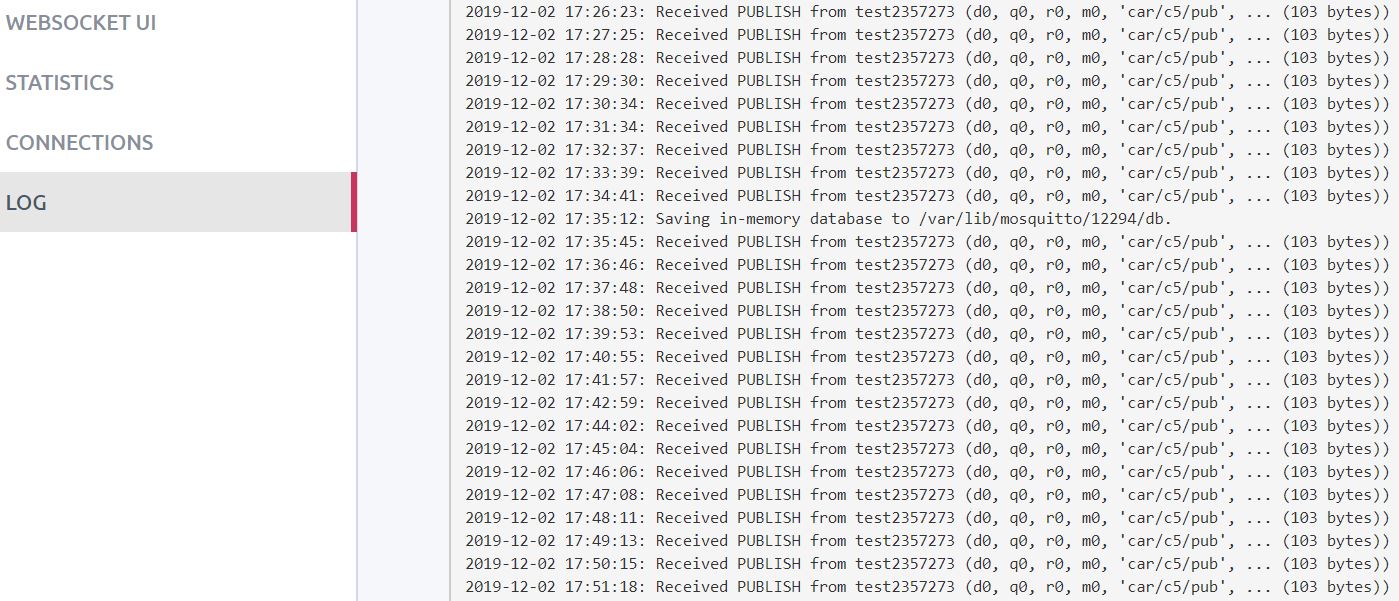 WEBSOCKET UI
STATISTICS
CONNECTIONS
LOG
2019-12-02 17:26:23: Received PUBLISH from test2357273 (d0, q0, r0, m0, 'car/c5/pub', ... (103 bytes))
2019-12-02 17:27:25: Received PUBLISH from test2357273 (d0, q0, r0, m0, 'car/c5/pub', ... (103 bytes))
2019-12-02 17:28:28: Received PUBLISH from test2357273 (d0, q0, r0, m0, 'car/c5/pub', ... (103 bytes))
2019-12-02 17:29:30: Received PUBLISH from test2357273 (d0, q0, r0, m0, 'car/c5/pub', ... (103 bytes))
2019-12-02 17:30:34: Received PUBLISH from test2357273 (d0, q0, r0, m0, 'car/c5/pub', ... (103 bytes))
2019-12-02 17:31:34: Received PUBLISH from test2357273 (d0, q0, r0, m0, 'car/c5/pub', ... (103 bytes))
2019-12-02 17:32:37: Received PUBLISH from test2357273 (d0, q0, r0, m0, 'car/c5/pub', ... (103 bytes))
2019-12-02 17:33:39: Received PUBLISH from test2357273 (d0, q0, r0, m0, 'car/c5/pub', ... (103 bytes))
2019-12-02 17:34:41: Received PUBLISH from test2357273 (d0, q0, r0, m0, 'car/c5/pub', ... (103 bytes))
2019-12-02 17:35:12: Saving in-memory database to /var/lib/mosquitto/12294/db.
2019-12-02 17:35:45: Received PUBLISH from test2357273 (d0, q0, r0, m0, 'car/c5/pub', ... (103 bytes))
2019-12-02 17:36:46: Received PUBLISH from test2357273 (d0, q0, r0, m0, 'car/c5/pub', ... (103 bytes))
2019-12-02 17:37:48: Received PUBLISH from test2357273 (d0, q0, r0, m0, 'car/c5/pub', ... (103 bytes))
2019-12-02 17:38:50: Received PUBLISH from test2357273 (d0, q0, r0, m0, 'car/c5/pub', ... (103 bytes))
2019-12-02 17:39:53: Received PUBLISH from test2357273 (d0, q0, r0, m0, 'car/c5/pub', ... (103 bytes))
2019-12-02 17:40:55: Received PUBLISH from test2357273 (d0, q0, r0, m0, 'car/c5/pub', ... (103 bytes))
2019-12-02 17:41:57: Received PUBLISH from test2357273 (d0, q0, r0, m0, 'car/c5/pub', ... (103 bytes))
2019-12-02 17:42:59: Received PUBLISH from test2357273 (d0, q0, r0, m0, 'car/c5/pub', ... (103 bytes))
2019-12-02 17:44:02: Received PUBLISH from test2357273 (d0, q0, r0, m0, 'car/c5/pub', ... (103 bytes))
2019-12-02 17:45:04: Received PUBLISH from test2357273 (d0, q0, r0, m0, 'car/c5/pub', ... (103 bytes))
2019-12-02 17:46:06: Received PUBLISH from test2357273 (d0, q0, r0, m0, 'car/c5/pub', ... (103 bytes))
2019-12-02 17:47:08: Received PUBLISH from test2357273 (d0, q0, r0, m0, 'car/c5/pub', ... (103 bytes))
2019-12-02 17:48:11: Received PUBLISH from test2357273 (d0, q0, r0, m0, 'car/c5/pub', ... (103 bytes))
2019-12-02 17:49:13: Received PUBLISH from test2357273 (d0, q0, r0, m0, 'car/c5/pub', ... (103 bytes))
2019-12-02 17:50:15: Received PUBLISH from test2357273 (d0, q0, r0, m0, 'car/c5/pub', ... (103 bytes))
2019-12-02 17:51:18: Received PUBLISH from test2357273 (d0, q0, r0, m0, 'car/c5/pub', ... (103 bytes))